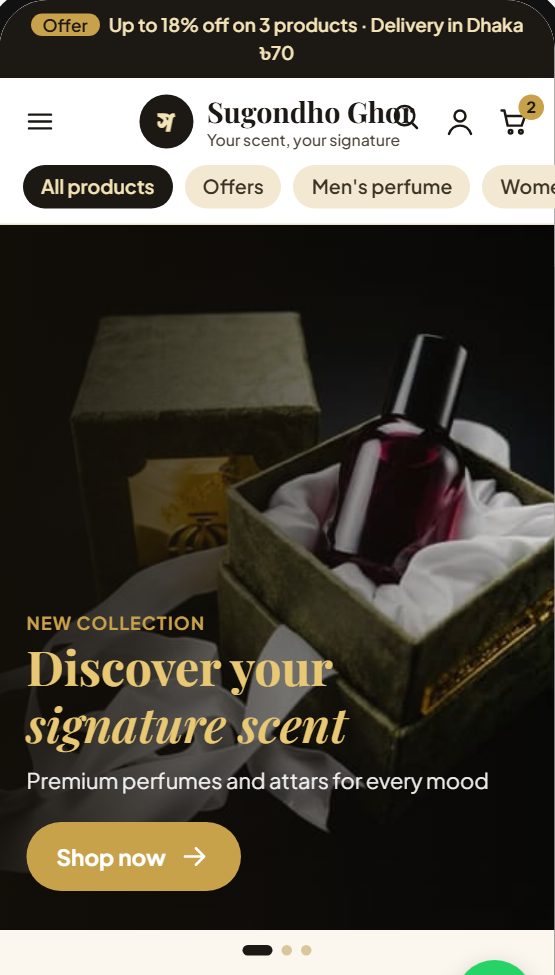 Offer Up to 18% off on 3 products · Delivery in Dhaka
৳70
Sugondho Ghor
2
Your scent, your signature
All products Offers Men's perfume Wome
NEW COLLECTION
Discover your
signature scent
Premium perfumes and attars for every mood
Shop now →